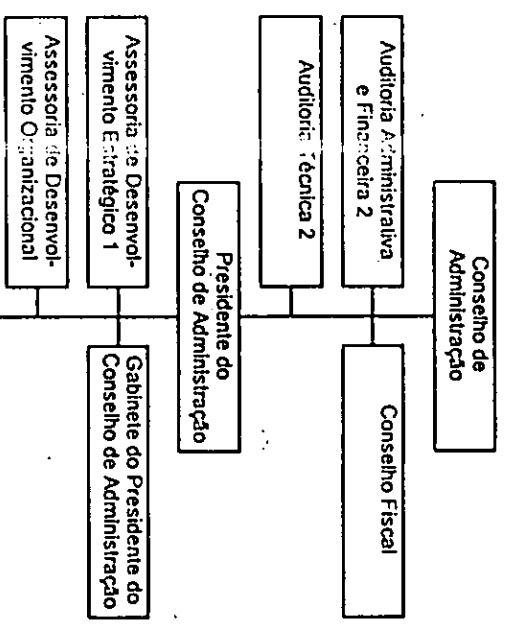 Conselho de
Administração
Auditoria Administrativa
e Financeira 2
Conselho Fiscal
Auditoria Técnica 2
Presidente do
Conselho de Administração
Assessoria de Desenvol-
vimento Estratégico 1
Gabinete do Presidente do
Conselho de Administração
Assessoria de Desenvol-
vimento Organizacional